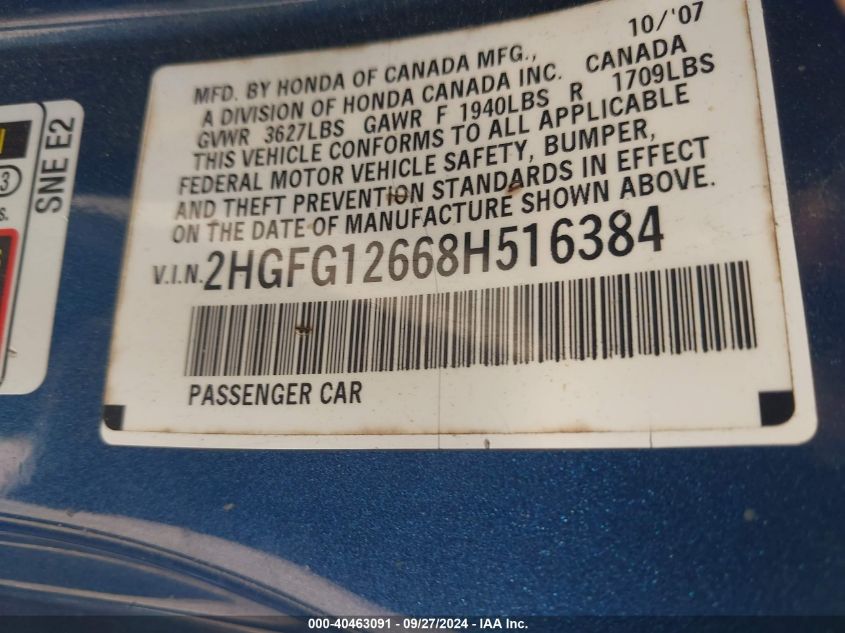 10/'07
MFD. BY HONDA OF CANADA MFG.,
A DIVISION OF HONDA CANADA INC. CANADA
GVWR 3627LBS GAWR F 1940LBS R 1709LBS
THIS VEHICLE CONFORMS TO ALL APPLICABLE
FEDERAL MOTOR VEHICLE SAFETY, BUMPER,
AND THEFT PREVENTION STANDARDS IN EFFECT
ON THE DATE OF MANUFACTURE SHOWN ABOVE.
V.I.N. 2HGFG12668H516384
PASSENGER CAR
SNE E2
3
s.
000-40463091 - 09/27/2024 - IAA Inc.